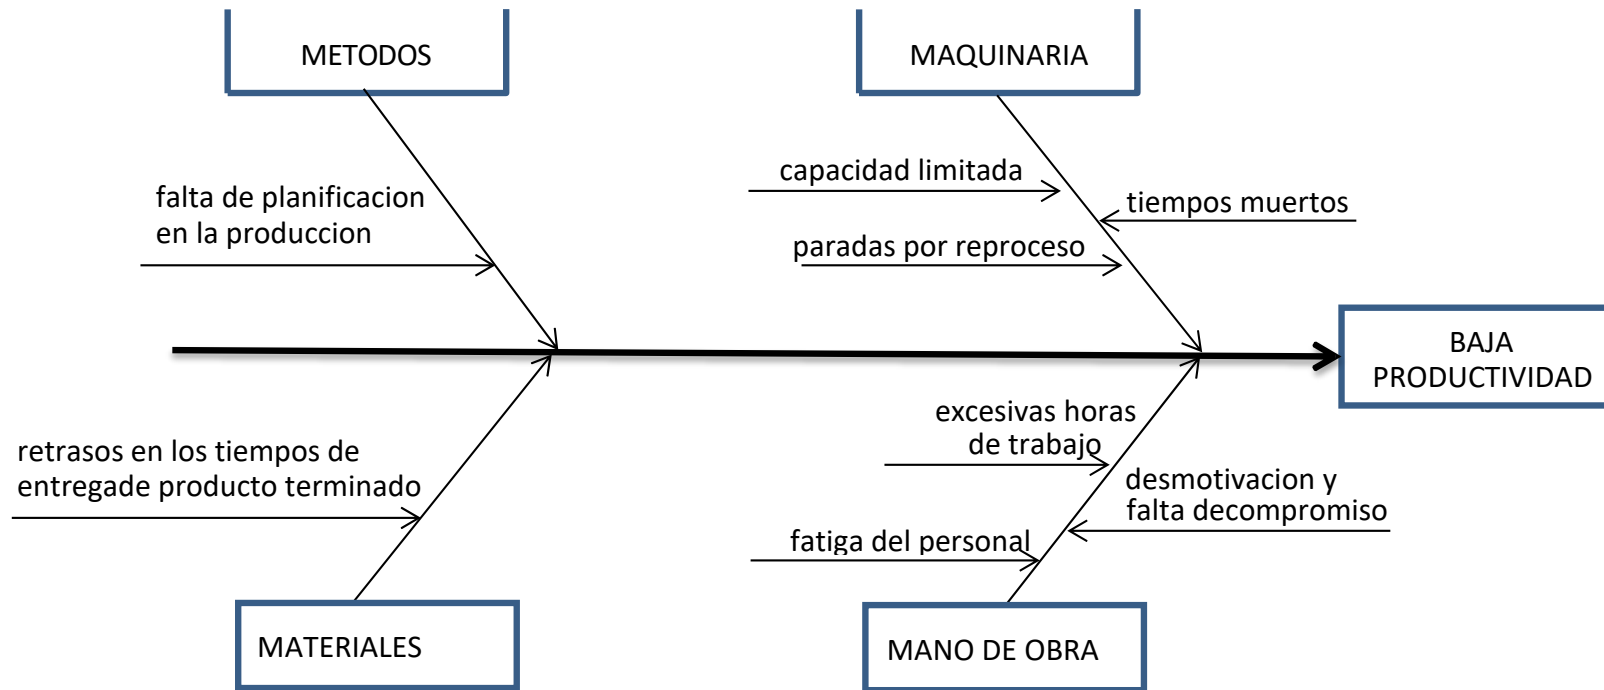 METODOS
MAQUINARIA
capacidad limitada
falta de planificacion
en la produccion
tiempos muertos
paradas por reproceso
BAJA
PRODUCTIVIDAD
excesivas horas
de trabajo
retrasos en los tiempos de
entregade producto terminado
desmotivacion y
falta decompromiso
fatiga del personal
MATERIALES
MANO DE OBRA